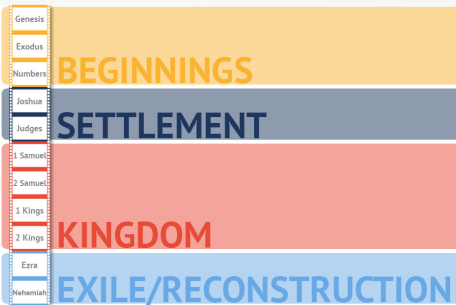 Genesis
Exodus
Numbers
BEGINNINGS
Joshua
Judges
SETTLEMENT
1 Samuel
2 Samuel
1 Kings
2 Kings
KINGDOM
Ezra
Nehemiah
EXILE/RECONSTRUCTION